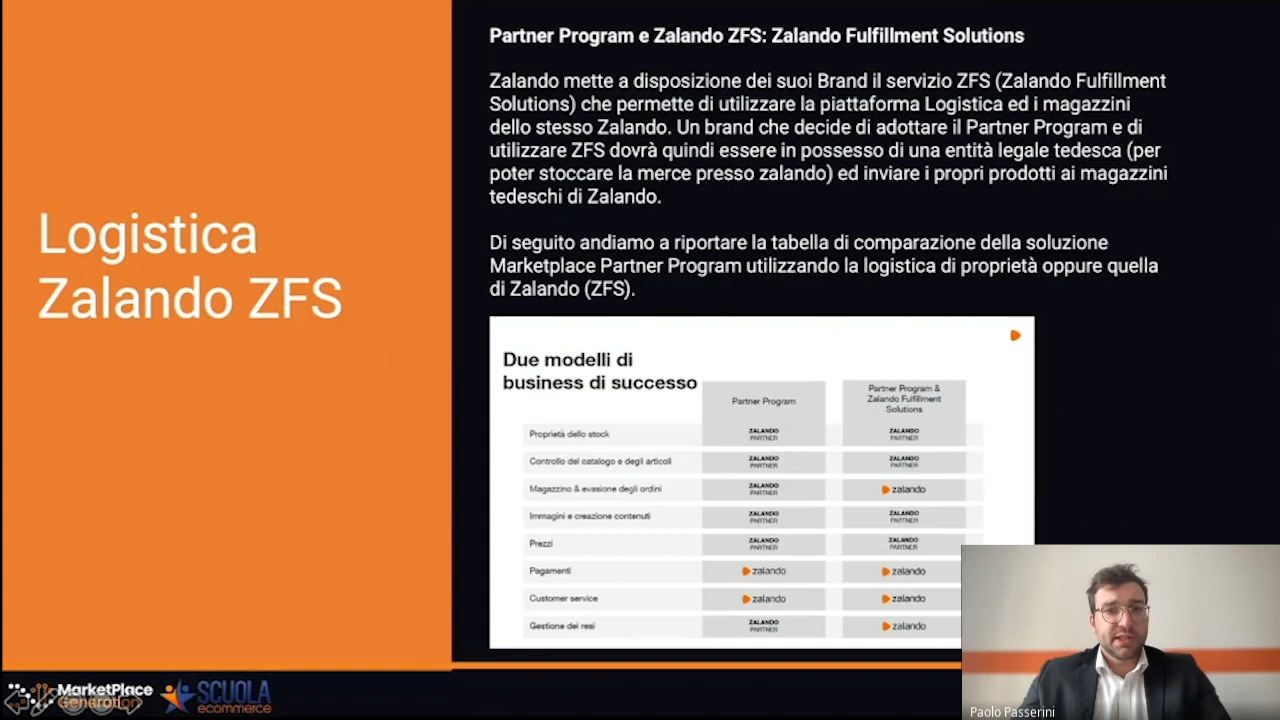 Logistica
Zalando ZFS
Partner Program e Zalando ZFS: Zalando Fulfillment Solutions
Zalando mette a disposizione dei suoi Brand il servizio ZFS (Zalando Fulfillment
Solutions) che permette di utilizzare la piattaforma Logistica ed i magazzini
dello stesso Zalando. Un brand che decide di adottare il Partner Program e di
utilizzare ZFS dovrà quindi essere in possesso di una entità legale tedesca (per
poter stoccare la merce presso zalando) ed inviare i propri prodotti ai magazzini
tedeschi di Zalando.
Di seguito andiamo a riportare la tabella di comparazione della soluzione
Marketplace Partner Program utilizzando la logistica di proprietà oppure quella
di Zalando (ZFS).
Due modelli di
business di successo
Partner Program
Partner Program &
Zalando Fulfillment
Solutions
Proprietà dello stock ZALANDO PARTNER ZALANDO PARTNER
Controllo del catalogo e degli articoli ZALANDO PARTNER ZALANDO PARTNER
Magazzino & evasione degli ordini ZALANDO PARTNER zalando
Immagini e creazione contenuti ZALANDO PARTNER ZALANDO PARTNER
Prezzi ZALANDO PARTNER ZALANDO PARTNER
Pagamenti zalando zalando
Customer service zalando zalando
Gestione dei resi ZALANDO PARTNER zalando
MarketPlace
Generation
SCUOLA
ecommerce
Paolo Passerini